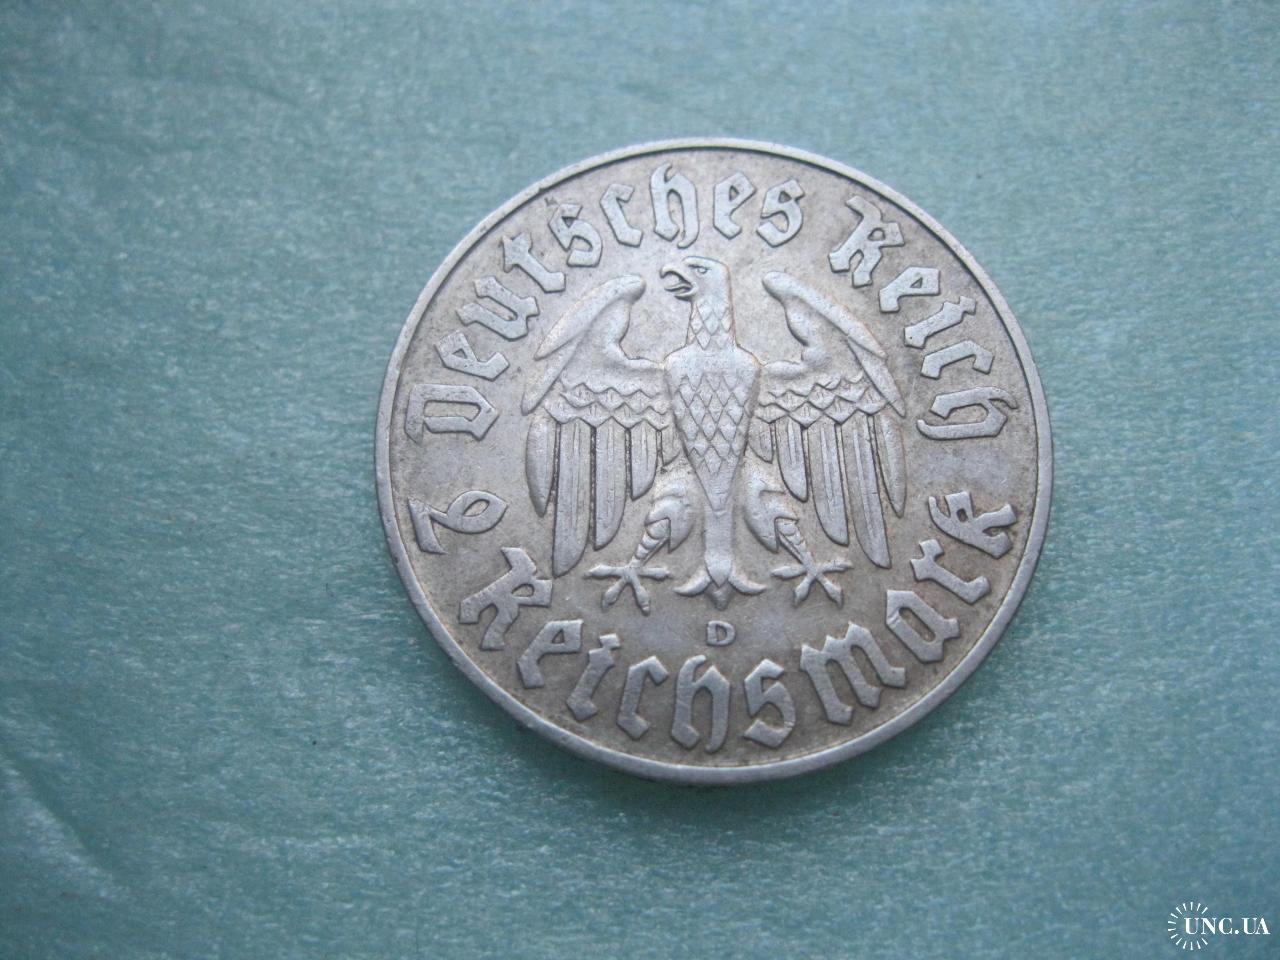 Deutsches Reich
2 Reichsmark
D
UNC.UA